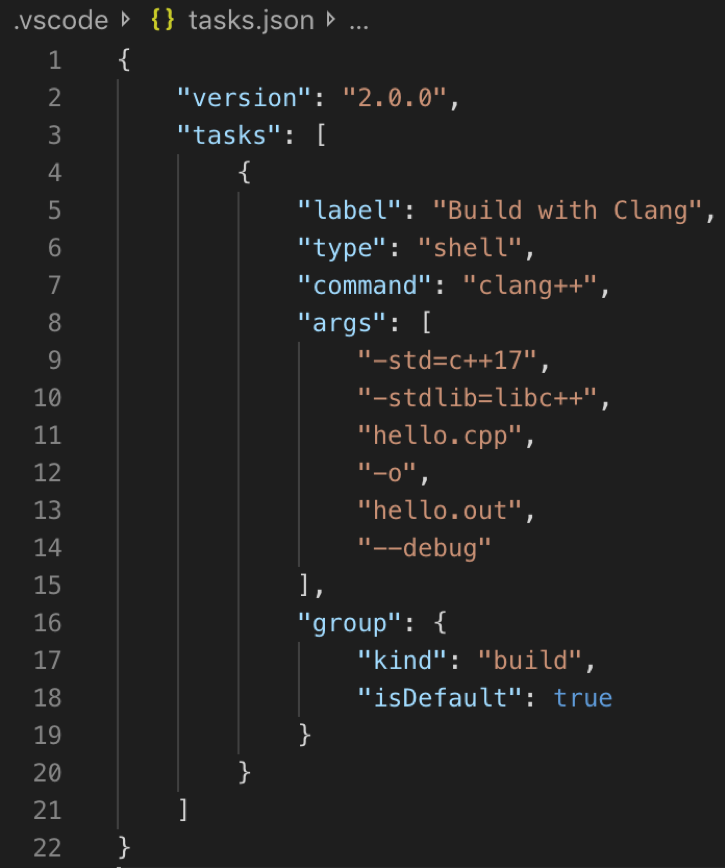 .vscode ▸ {} tasks.json ▸ ...
1 {
2     "version": "2.0.0",
3     "tasks": [
4         {
5             "label": "Build with Clang",
6             "type": "shell",
7             "command": "clang++",
8             "args": [
9                 "-std=c++17",
10                 "-stdlib=libc++",
11                 "hello.cpp",
12                 "-o",
13                 "hello.out",
14                 "--debug"
15             ],
16             "group": {
17                 "kind": "build",
18                 "isDefault": true
19             }
20         }
21     ]
22 }